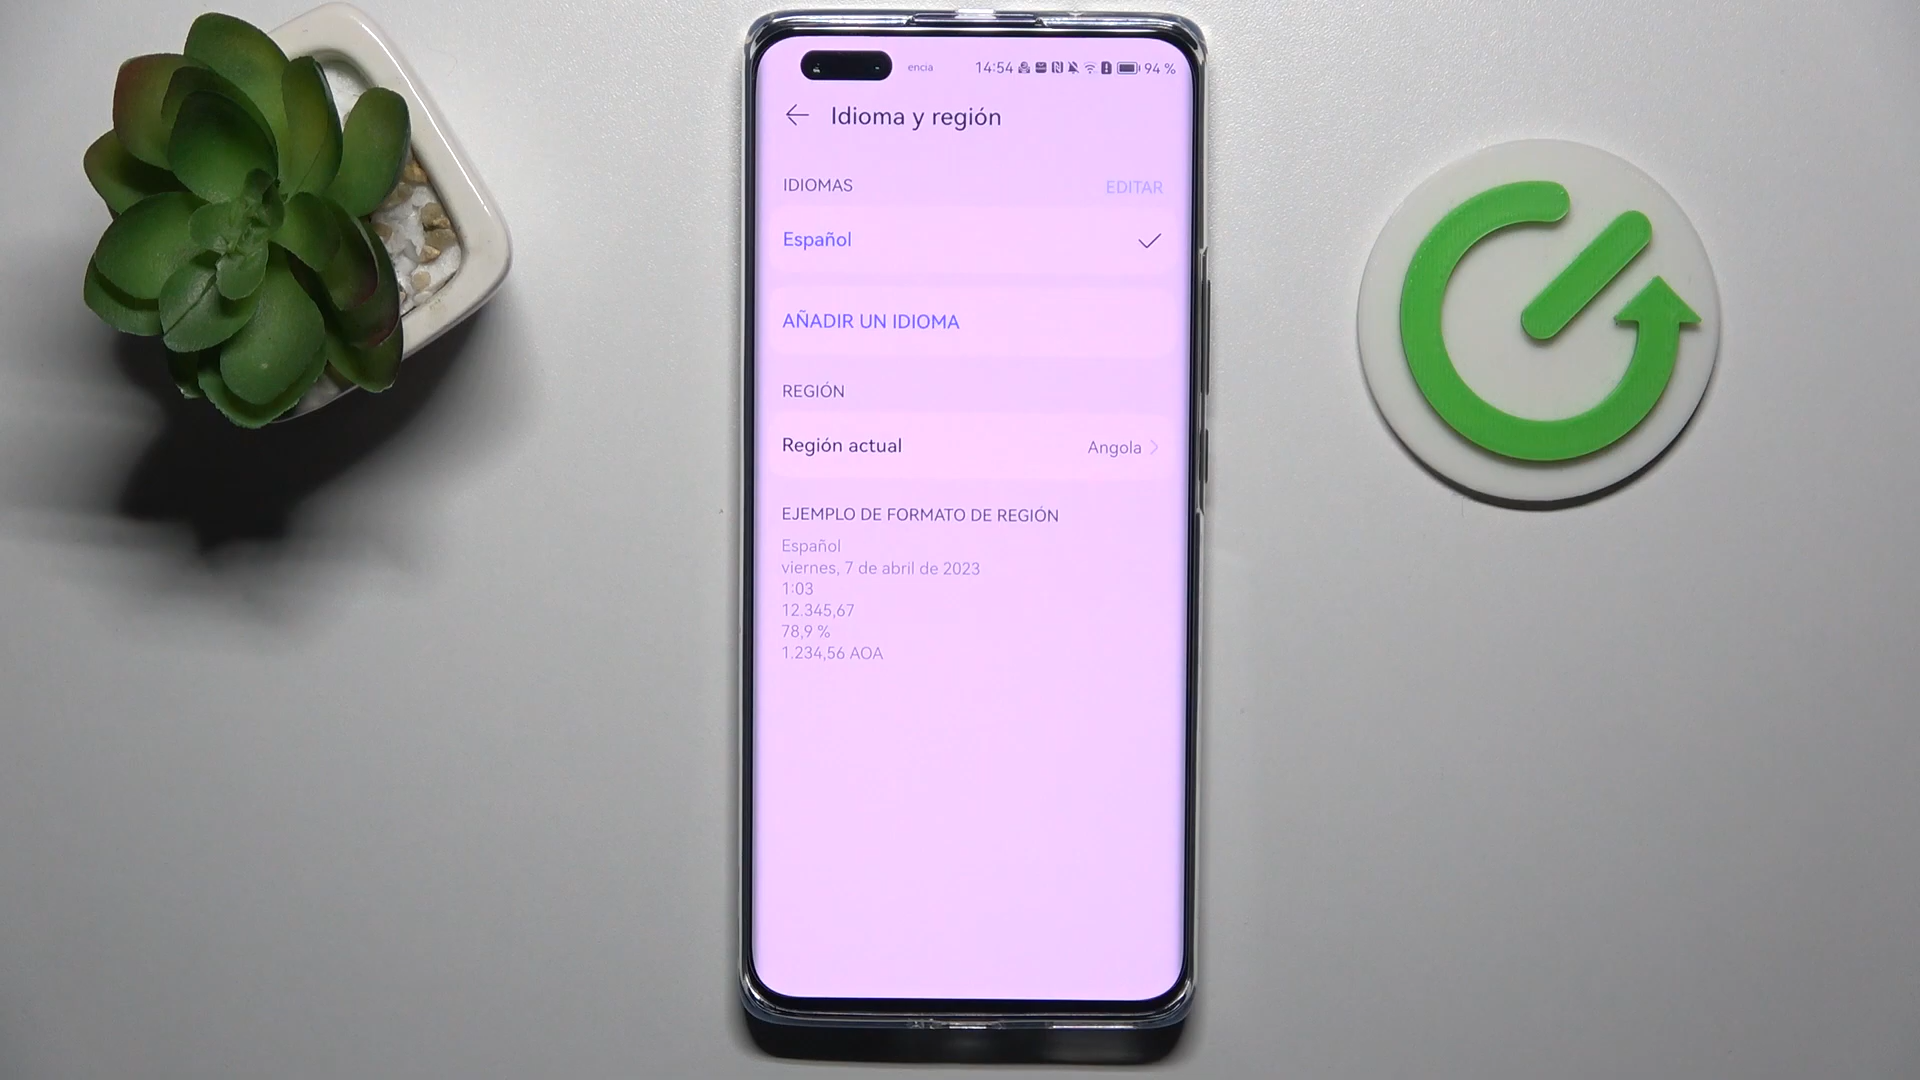 encia 14:54 94 %
Idioma y región
IDIOMAS EDITAR
Español
AÑADIR UN IDIOMA
REGIÓN
Región actual Angola
EJEMPLO DE FORMATO DE REGIÓN
Español
viernes, 7 de abril de 2023
1:03
12.345,67
78,9 %
1.234,56 AOA